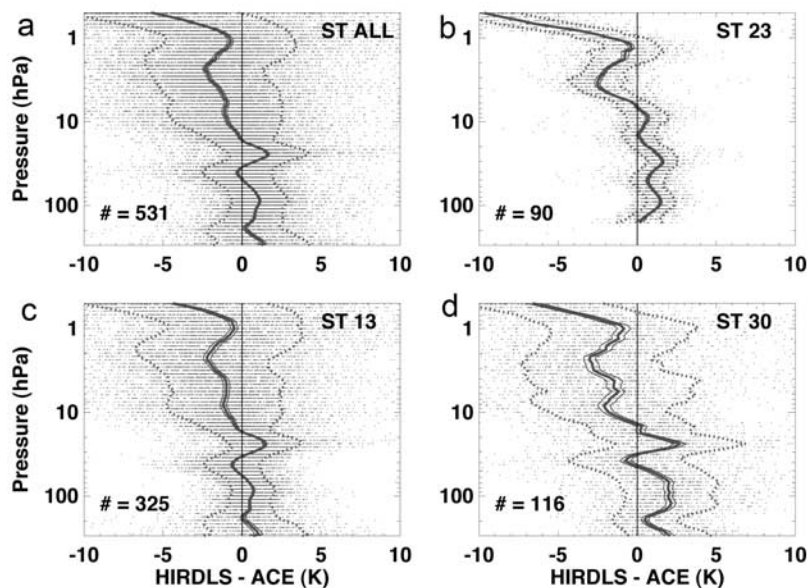 a
ST ALL
1
10
100
Pressure (hPa)
# = 531
-10 -5 0 5 10
b
ST 23
1
10
100
# = 90
-10 -5 0 5 10
c
ST 13
1
10
100
Pressure (hPa)
# = 325
-10 -5 0 5 10
HIRDLS - ACE (K)
d
ST 30
1
10
100
# = 116
-10 -5 0 5 10
HIRDLS - ACE (K)